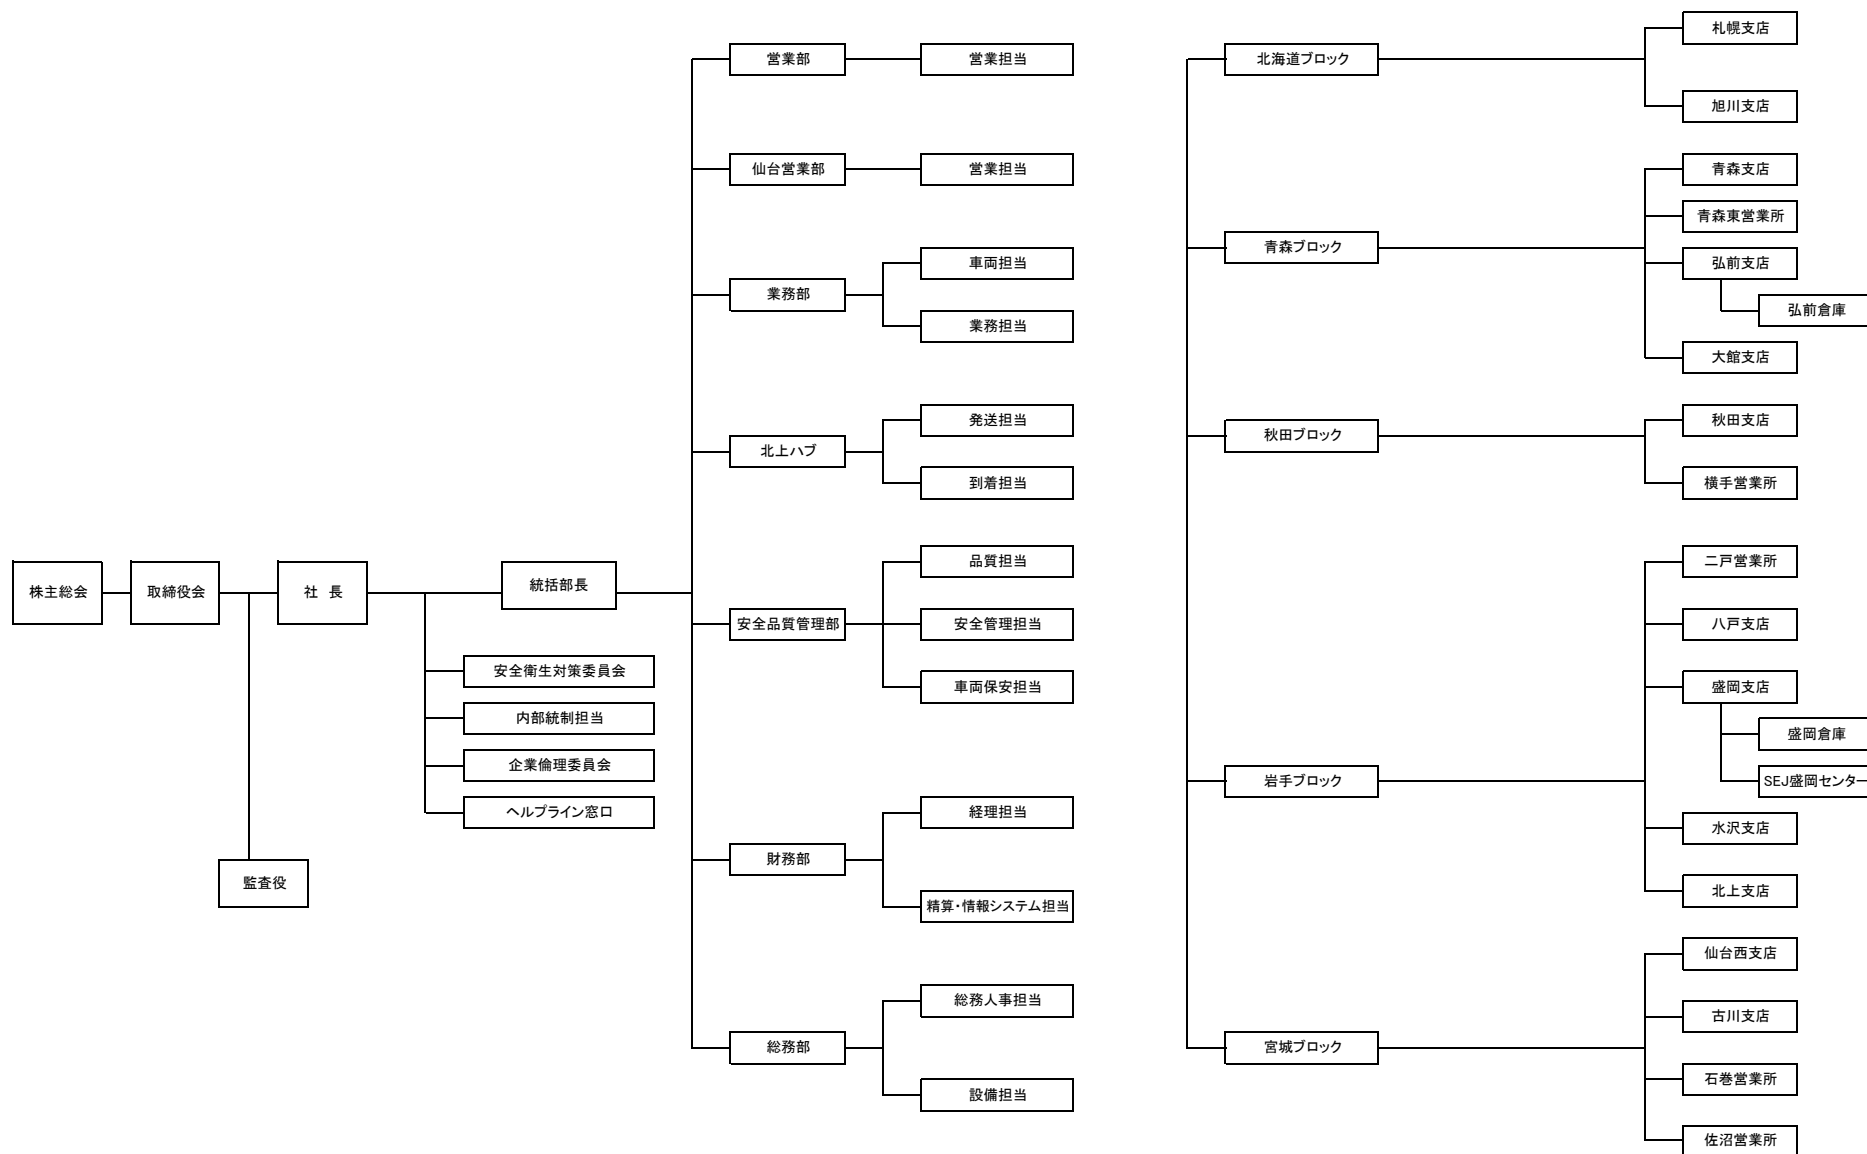 株主総会
取締役会
社 長
統括部長
安全衛生対策委員会
内部統制担当
企業倫理委員会
ヘルプライン窓口
監査役
営業部
営業担当
仙台営業部
営業担当
業務部
車両担当
業務担当
北上ハブ
発送担当
到着担当
安全品質管理部
品質担当
安全管理担当
車両保安担当
財務部
経理担当
精算・情報システム担当
総務部
総務人事担当
設備担当
北海道ブロック
札幌支店
旭川支店
青森ブロック
青森支店
青森東営業所
弘前支店
弘前倉庫
大館支店
秋田ブロック
秋田支店
横手営業所
岩手ブロック
二戸営業所
八戸支店
盛岡支店
盛岡倉庫
SEJ盛岡センター
水沢支店
北上支店
宮城ブロック
仙台西支店
古川支店
石巻営業所
佐沼営業所